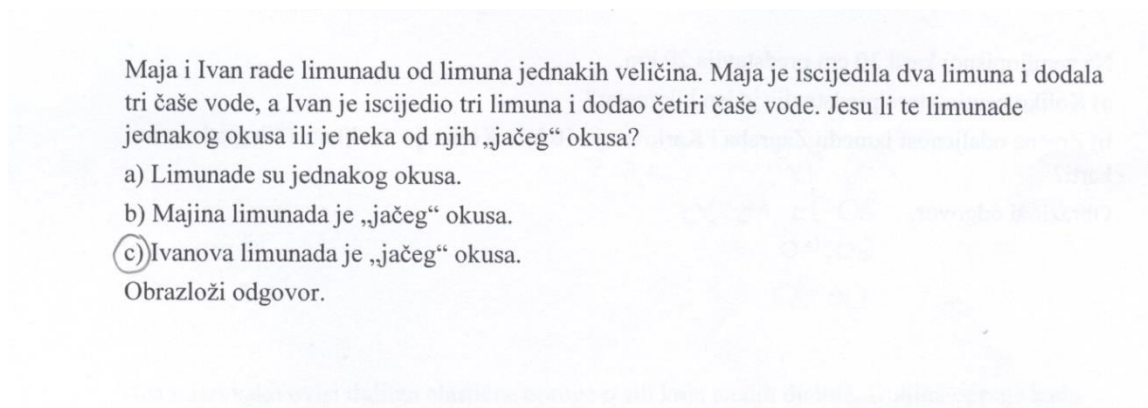 Maja i Ivan rade limunadu od limuna jednakih veličina. Maja je iscijedila dva limuna i dodala
tri čaše vode, a Ivan je iscijedio tri limuna i dodao četiri čaše vode. Jesu li te limunade
jednakog okusa ili je neka od njih „jačeg“ okusa?
a) Limunade su jednakog okusa.
b) Majina limunada je „jačeg“ okusa.
c) Ivanova limunada je „jačeg“ okusa.
Obrazloži odgovor.